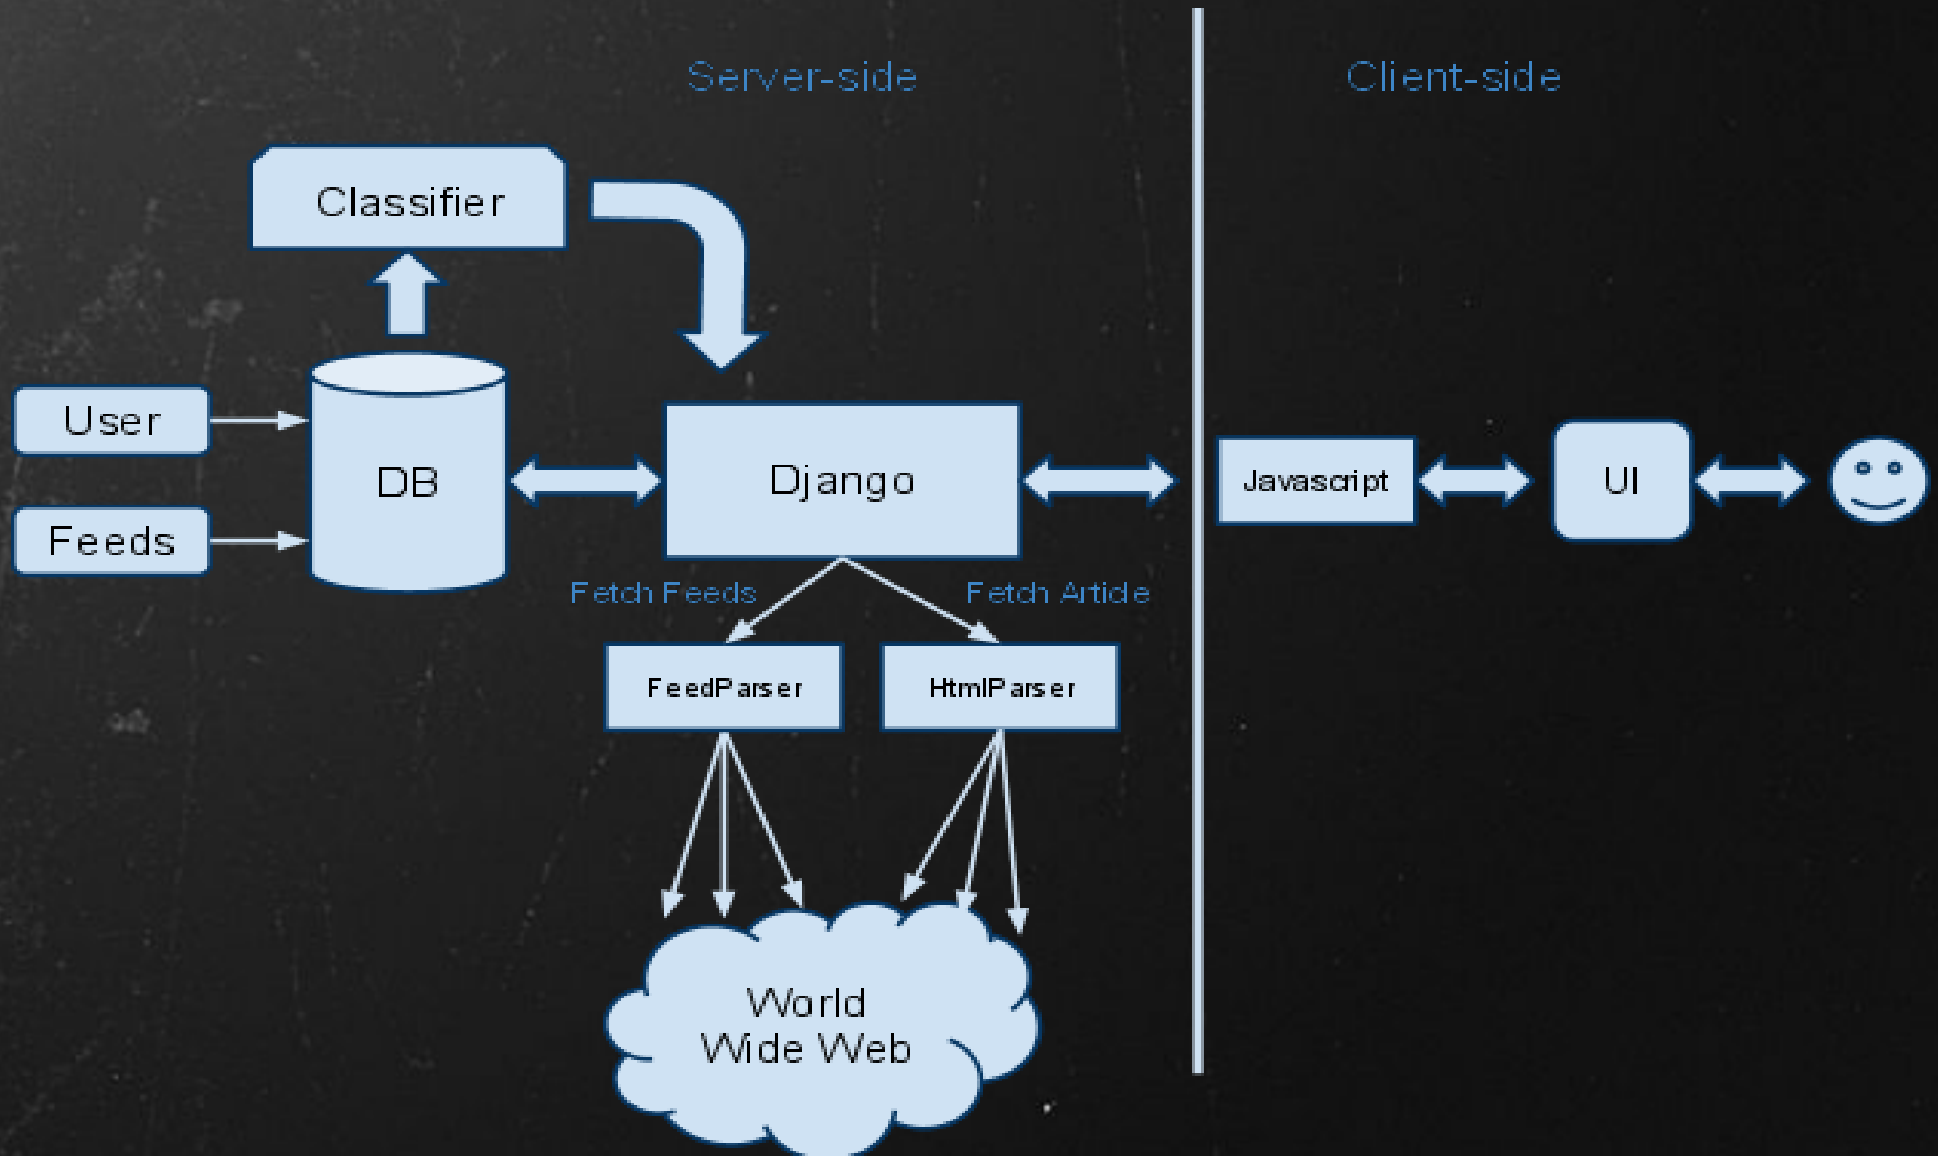 Server-side
Client-side
Classifier
User
DB
Django
Javascript
UI
Feeds
Fetch Feeds
Fetch Article
FeedParser
HtmlParser
World
Wide Web